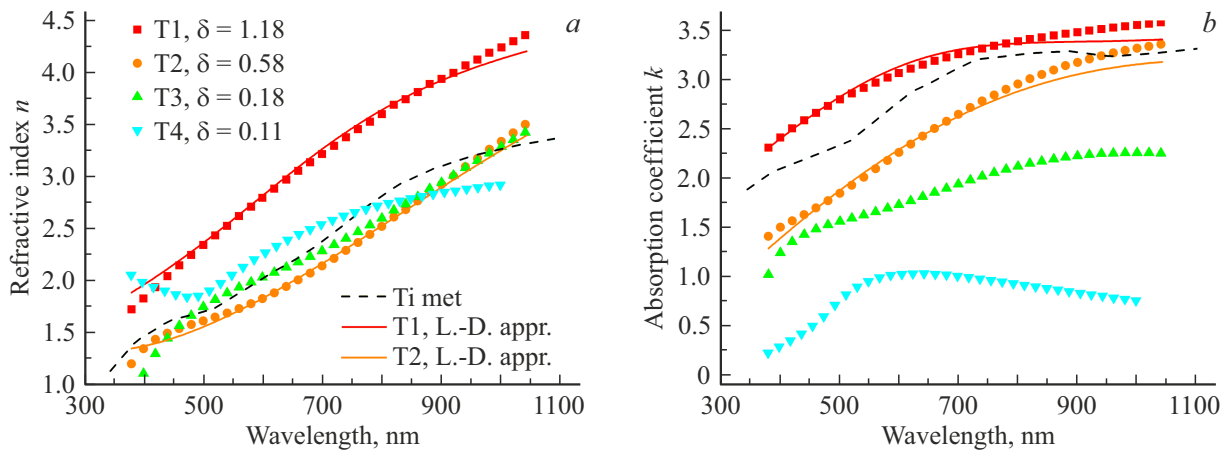 a
T1, δ = 1.18
T2, δ = 0.58
T3, δ = 0.18
T4, δ = 0.11
Ti met
T1, L.-D. appr.
T2, L.-D. appr.
Refractive index n
4.5
4.0
3.5
3.0
2.5
2.0
1.5
1.0
300 500 700 900 1100
Wavelength, nm
b
Absorption coefficient k
3.5
3.0
2.5
2.0
1.5
1.0
0.5
0
300 500 700 900 1100
Wavelength, nm